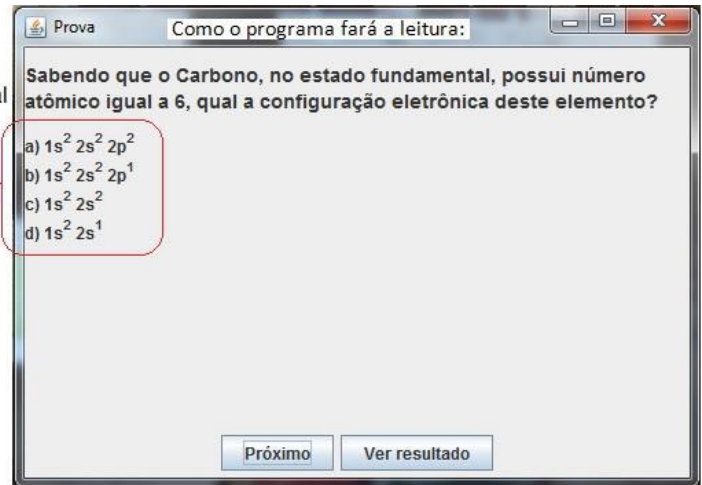 Prova
Como o programa fará a leitura:
Sabendo que o Carbono, no estado fundamental, possui número
atômico igual a 6, qual a configuração eletrônica deste elemento?
a) 1s² 2s² 2p²
b) 1s² 2s² 2p¹
c) 1s² 2s²
d) 1s² 2s¹
Próximo
Ver resultado